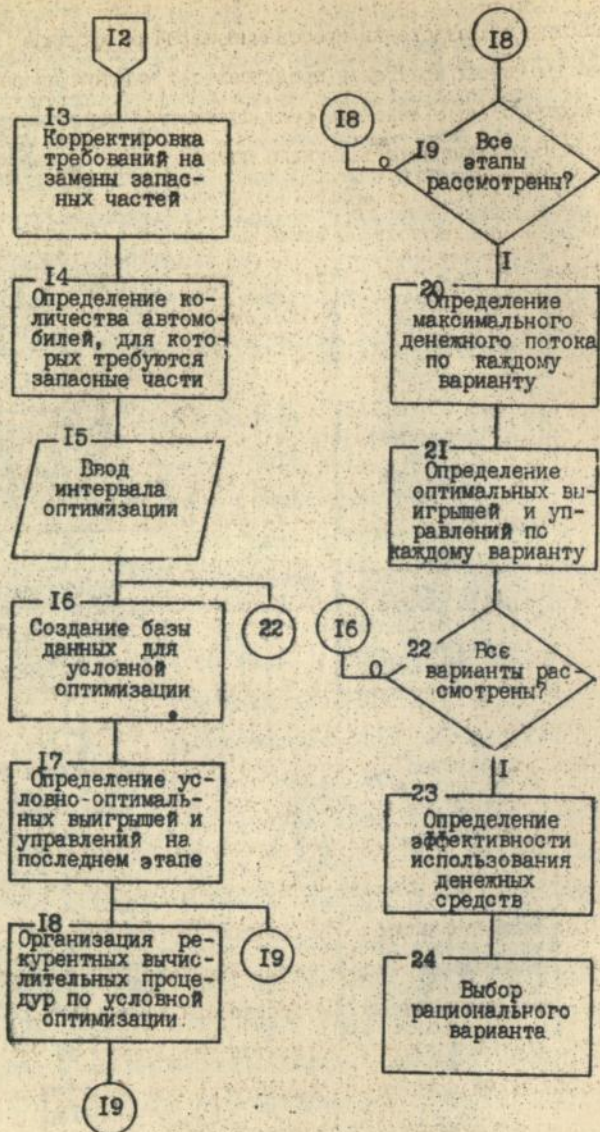 I2
I3
Корректировка
требований на
замены запас-
ных частей
I4
Определение ко-
личества автомо-
билей, для кото-
рых требуются
запасные части
I5
Ввод
интервала
оптимизации
22
I6
Создание базы
данных для
условной
оптимизации
I7
Определение ус-
ловно-оптималь-
ных выигрышей и
управлений на
последнем этапе
I9
I8
Организация ре-
курентных вычис-
лительных проце-
дур по условной
оптимизации
I9
I8
I8
0
I9
Все
этапы
рассмотрены?
I
20
Определение
максимального
денежного потока
по каждому
варианту
2I
Определение
оптимальных вы-
игрышей и уп-
равлений по
каждому варианту
I6
0
22
Все
варианты рас-
смотрены?
I
23
Определение
эффективности
использования
денежных
средств
24
Выбор
рационального
варианта